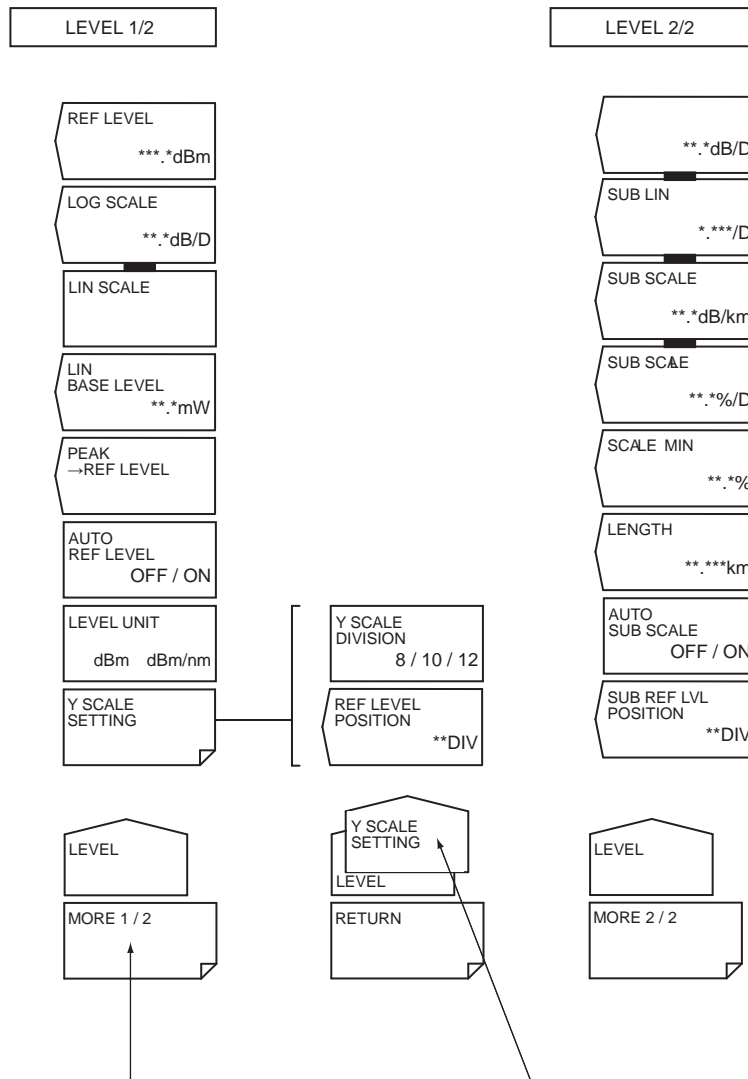 LEVEL 1/2
REF LEVEL
***.*dBm
LOG SCALE
**.*dB/D
LIN SCALE
LIN
BASE LEVEL
**.*mW
PEAK
→REF LEVEL
AUTO
REF LEVEL
OFF / ON
LEVEL UNIT
dBm dBm/nm
Y SCALE
SETTING
LEVEL
MORE 1 / 2
Y SCALE
DIVISION
8 / 10 / 12
REF LEVEL
POSITION
**DIV
Y SCALE
SETTING
LEVEL
RETURN
LEVEL 2/2
**.*dB/D
SUB LIN
*.***/D
SUB SCALE
**.*dB/km
SUB SCALE
**.*%/D
SCALE MIN
**.*%
LENGTH
**.***km
AUTO
SUB SCALE
OFF / ON
SUB REF LVL
POSITION
**DIV
LEVEL
MORE 2 / 2